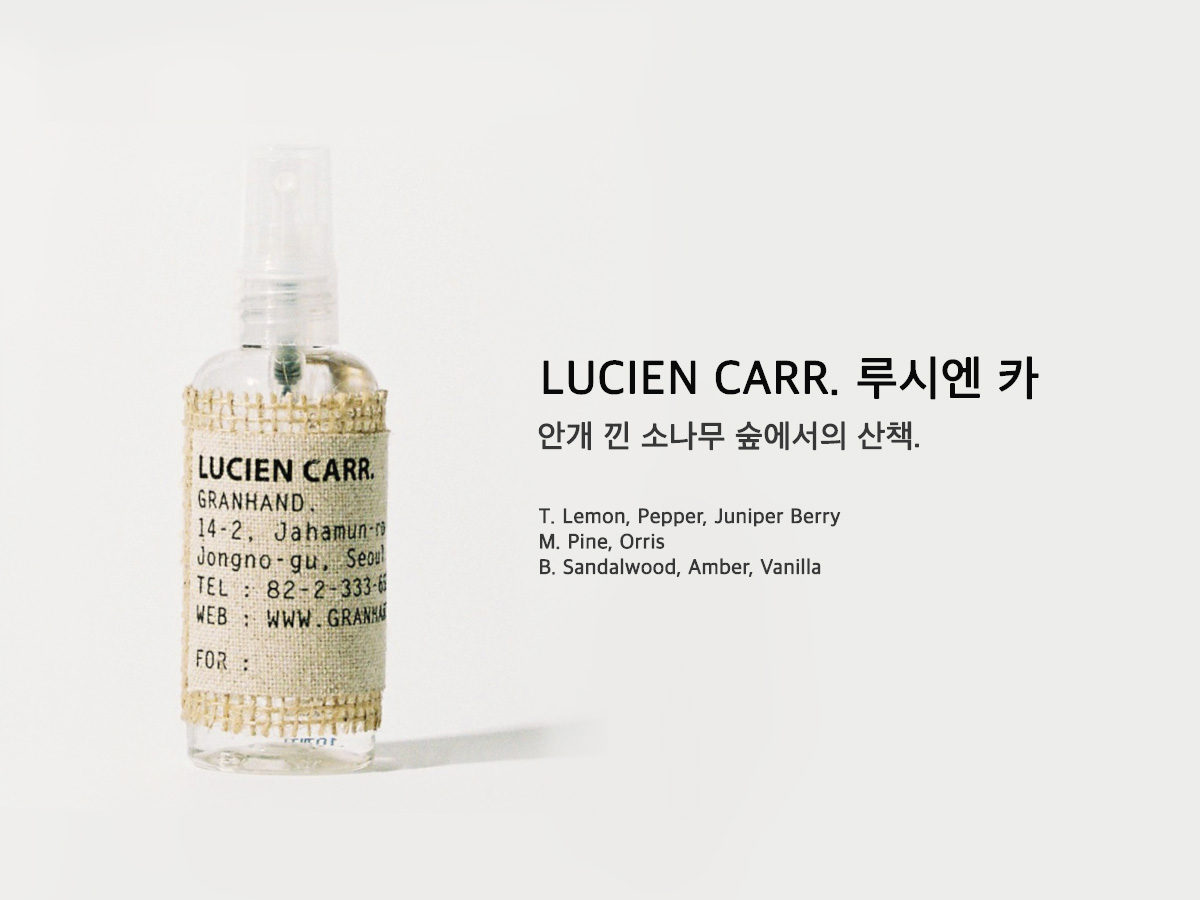 LUCIEN CARR. 루시엔 카
안개 낀 소나무 숲에서의 산책.
T. Lemon, Pepper, Juniper Berry
M. Pine, Orris
B. Sandalwood, Amber, Vanilla
LUCIEN CARR.
GRANHAND.
14-2, Jahamun-ro
Jongno-gu, Seoul
TEL : 82-2-333-6
WEB : WWW.GRANHA
FOR :